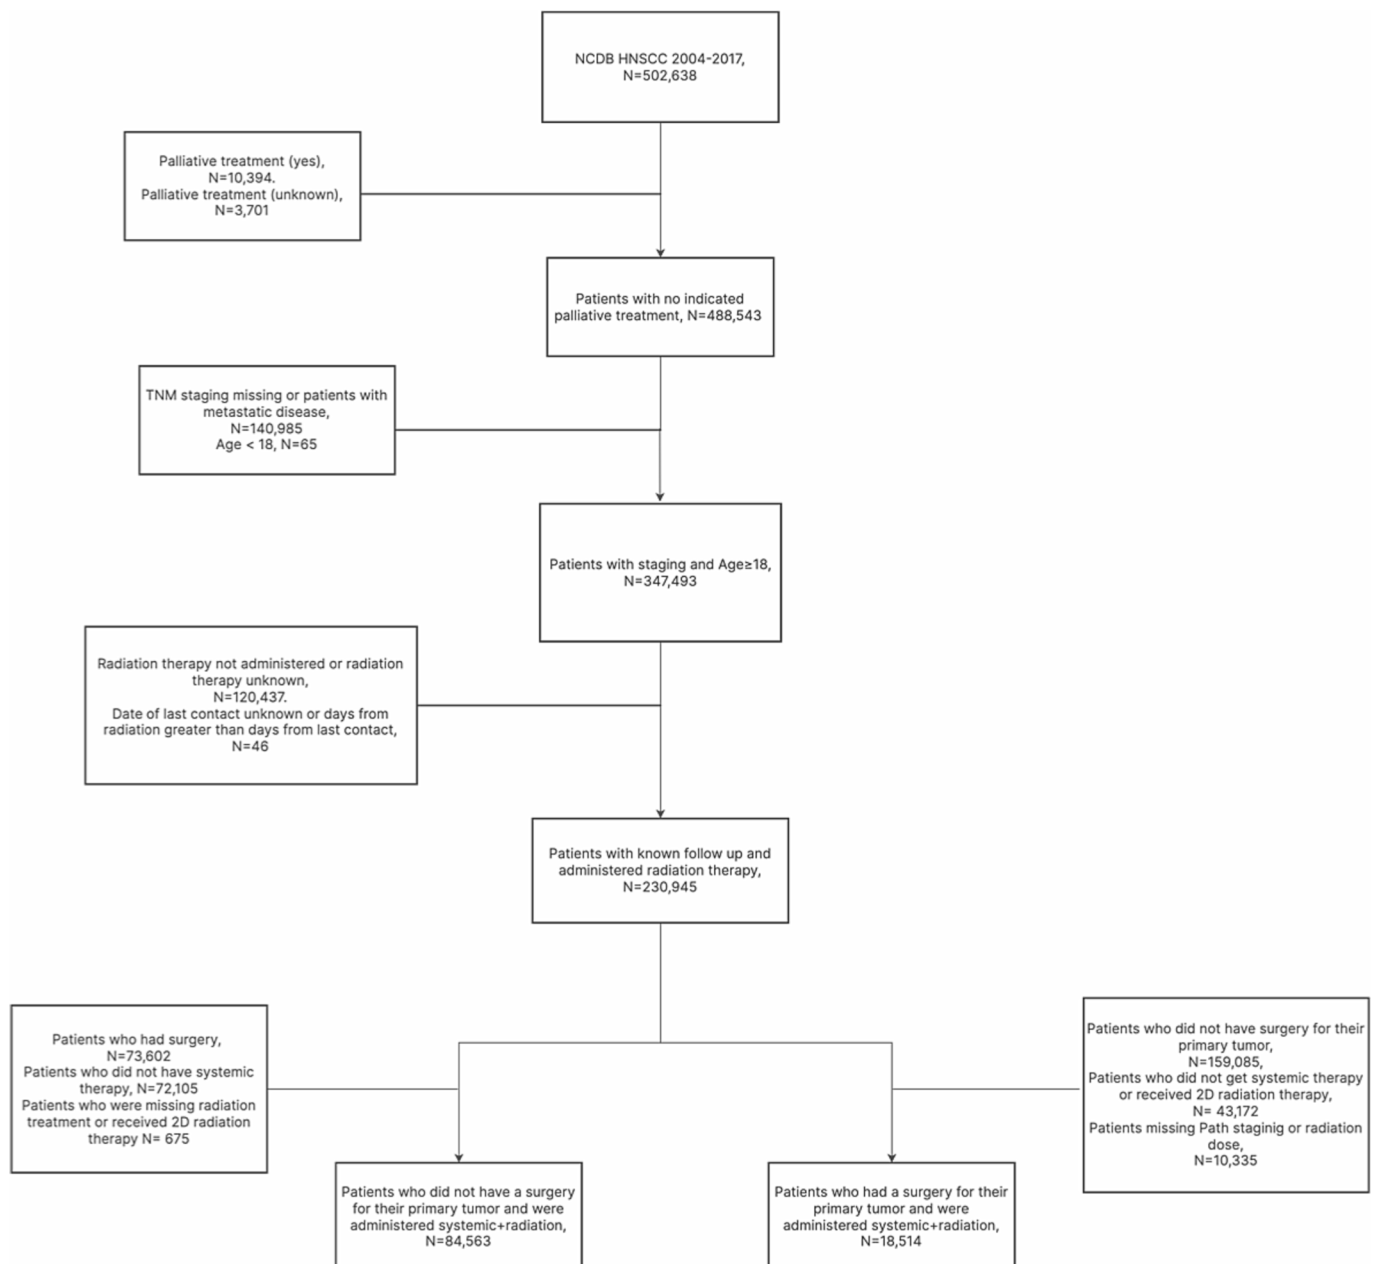 NCDB HNSCC 2004-2017,
N=502,638
Palliative treatment (yes),
N=10,394.
Palliative treatment (unknown),
N=3,701
Patients with no indicated
palliative treatment, N=488,543
TNM staging missing or patients with
metastatic disease,
N=140,985
Age < 18, N=65
Patients with staging and Age≥18,
N=347,493
Radiation therapy not administered or radiation
therapy unknown,
N=120,437.
Date of last contact unknown or days from
radiation greater than days from last contact,
N=46
Patients with known follow up and
administered radiation therapy,
N=230,945
Patients who had surgery,
N=73,602
Patients who did not have systemic
therapy, N=72,105
Patients who were missing radiation
treatment or received 2D radiation
therapy N= 675
Patients who did not have surgery for their
primary tumor,
N=159,085,
Patients who did not get systemic therapy
or received 2D radiation therapy,
N= 43,172
Patients missing Path staginig or radiation
dose,
N=10,335
Patients who did not have a surgery
for their primary tumor and were
administered systemic+radiation,
N=84,563
Patients who had a surgery for their
primary tumor and were
administered systemic+radiation,
N=18,514